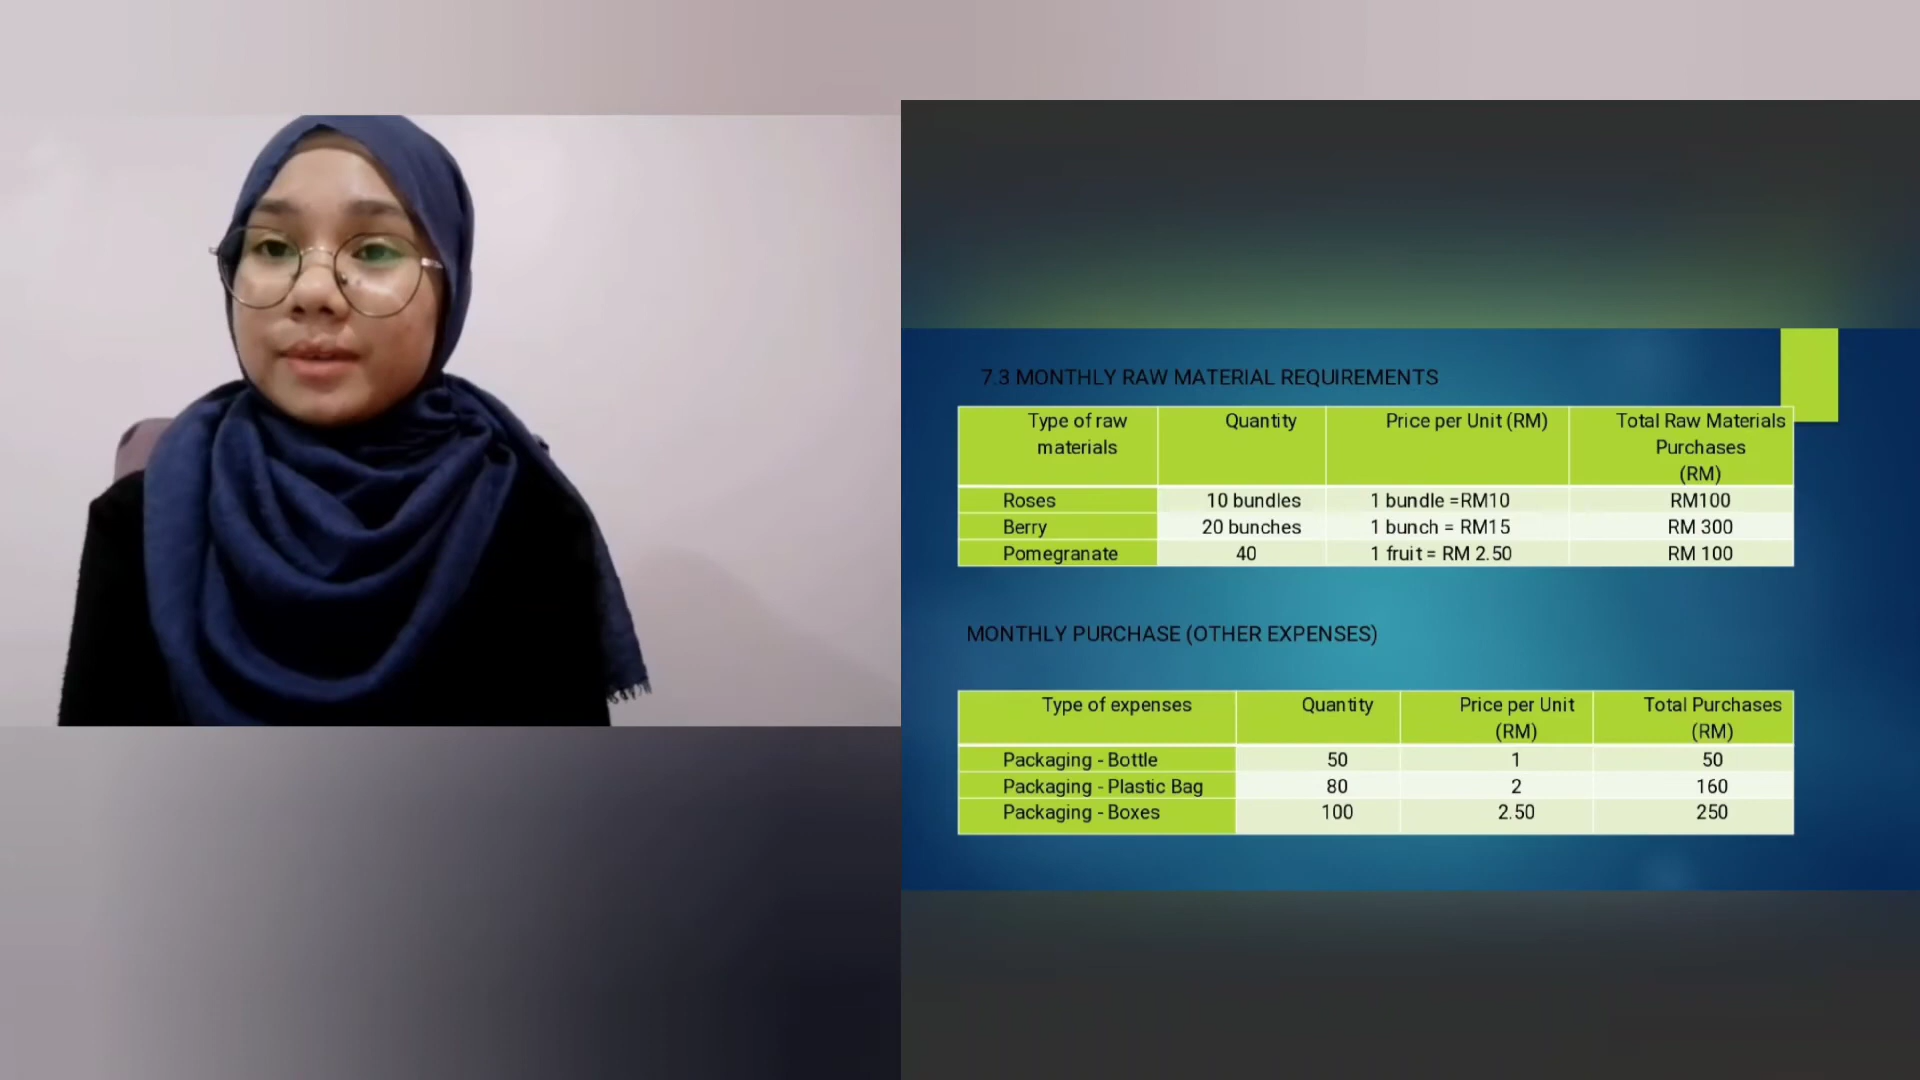 7.3 MONTHLY RAW MATERIAL REQUIREMENTS
Type of raw materials Quantity Price per Unit (RM) Total Raw Materials Purchases (RM)
Roses 10 bundles 1 bundle =RM10 RM100
Berry 20 bunches 1 bunch = RM15 RM 300
Pomegranate 40 1 fruit = RM 2.50 RM 100
MONTHLY PURCHASE (OTHER EXPENSES)
Type of expenses Quantity Price per Unit (RM) Total Purchases (RM)
Packaging - Bottle 50 1 50
Packaging - Plastic Bag 80 2 160
Packaging - Boxes 100 2.50 250